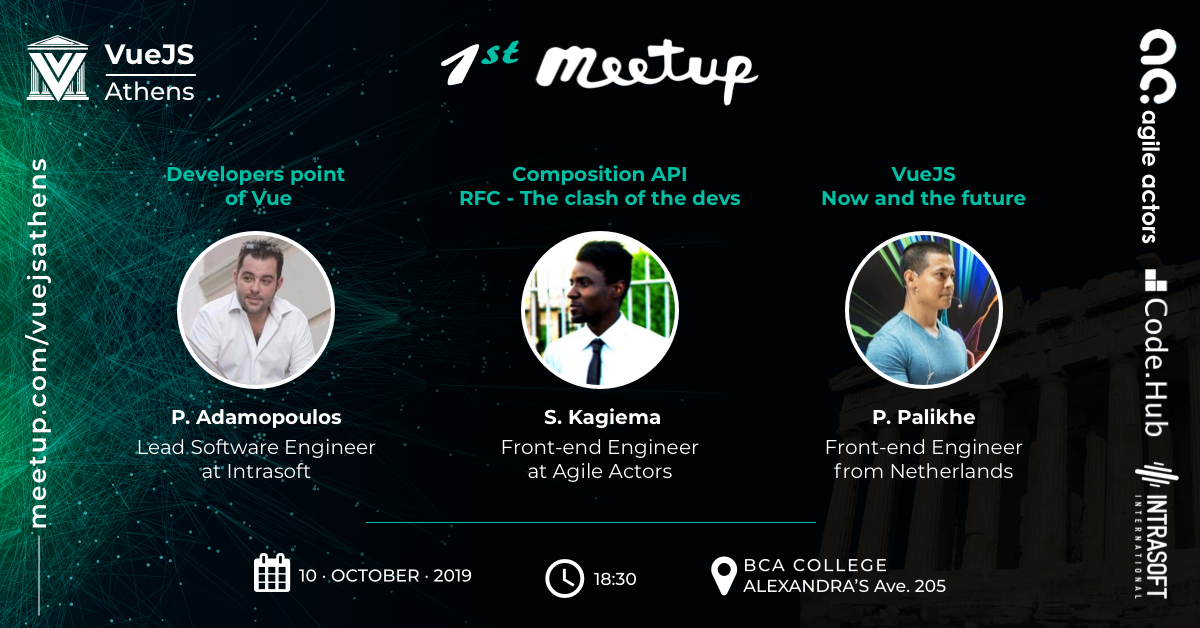 VueJS
Athens
1st meetup
meetup.com/vuejsathens
Developers point
of Vue
P. Adamopoulos
Lead Software Engineer
at Intrasoft
Composition API
RFC - The clash of the devs
S. Kagiema
Front-end Engineer
at Agile Actors
VueJS
Now and the future
P. Palikhe
Front-end Engineer
from Netherlands
10 · OCTOBER · 2019
18:30
BCA COLLEGE
ALEXANDRA'S Ave. 205
agile actors
Code.Hub
INTRASOFT
INTERNATIONAL